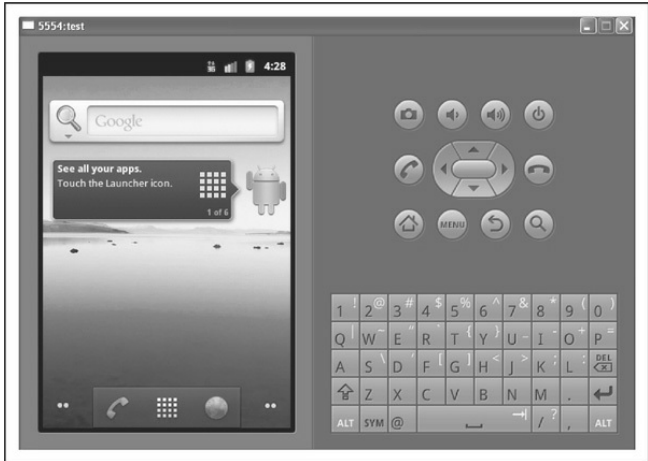 5554:test
3G 4:28
Google
See all your apps.
Touch the Launcher icon.
1 of 6
MENU
1 ! 2 @ 3 # 4 $ 5 % 6 ^ 7 & 8 * 9 ( 0 )
Q | W ~ E " R ` T { Y } U _ I - O + P =
A S \ D ' F [ G ] H < J > K ; L : DEL
Z X C V B N M .
ALT SYM @ / ? , ALT